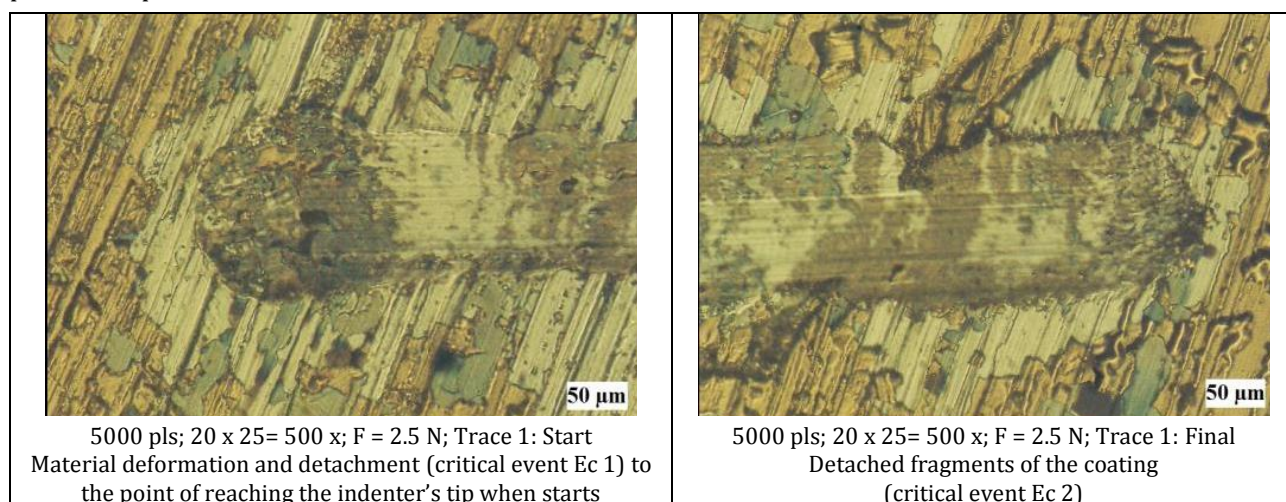 50 µm
50 µm
5000 pls; 20 x 25= 500 x; F = 2.5 N; Trace 1: Start
Material deformation and detachment (critical event Ec 1) to
the point of reaching the indenter's tip when starts
5000 pls; 20 x 25= 500 x; F = 2.5 N; Trace 1: Final
Detached fragments of the coating
(critical event Ec 2)